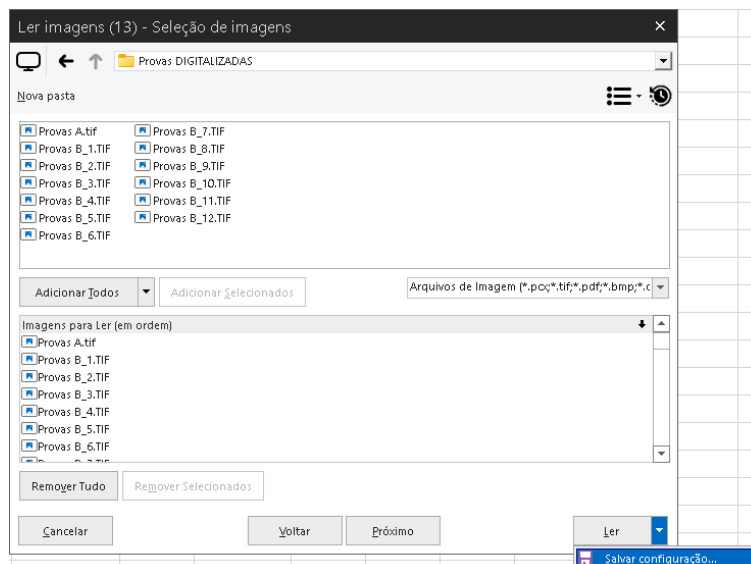 Ler imagens (13) - Seleção de imagens
Provas DIGITALIZADAS
Nova pasta
Provas A.tif
Provas B_1.TIF
Provas B_2.TIF
Provas B_3.TIF
Provas B_4.TIF
Provas B_5.TIF
Provas B_6.TIF
Provas B_7.TIF
Provas B_8.TIF
Provas B_9.TIF
Provas B_10.TIF
Provas B_11.TIF
Provas B_12.TIF
Adicionar Todos
Adicionar Selecionados
Arquivos de Imagem (*.pcx;*.tif;*.pdf;*.bmp;*.c
Imagens para Ler (em ordem)
Provas A.tif
Provas B_1.TIF
Provas B_2.TIF
Provas B_3.TIF
Provas B_4.TIF
Provas B_5.TIF
Provas B_6.TIF
Remover Tudo
Remover Selecionados
Cancelar
Voltar
Próximo
Ler
Salvar configuração...